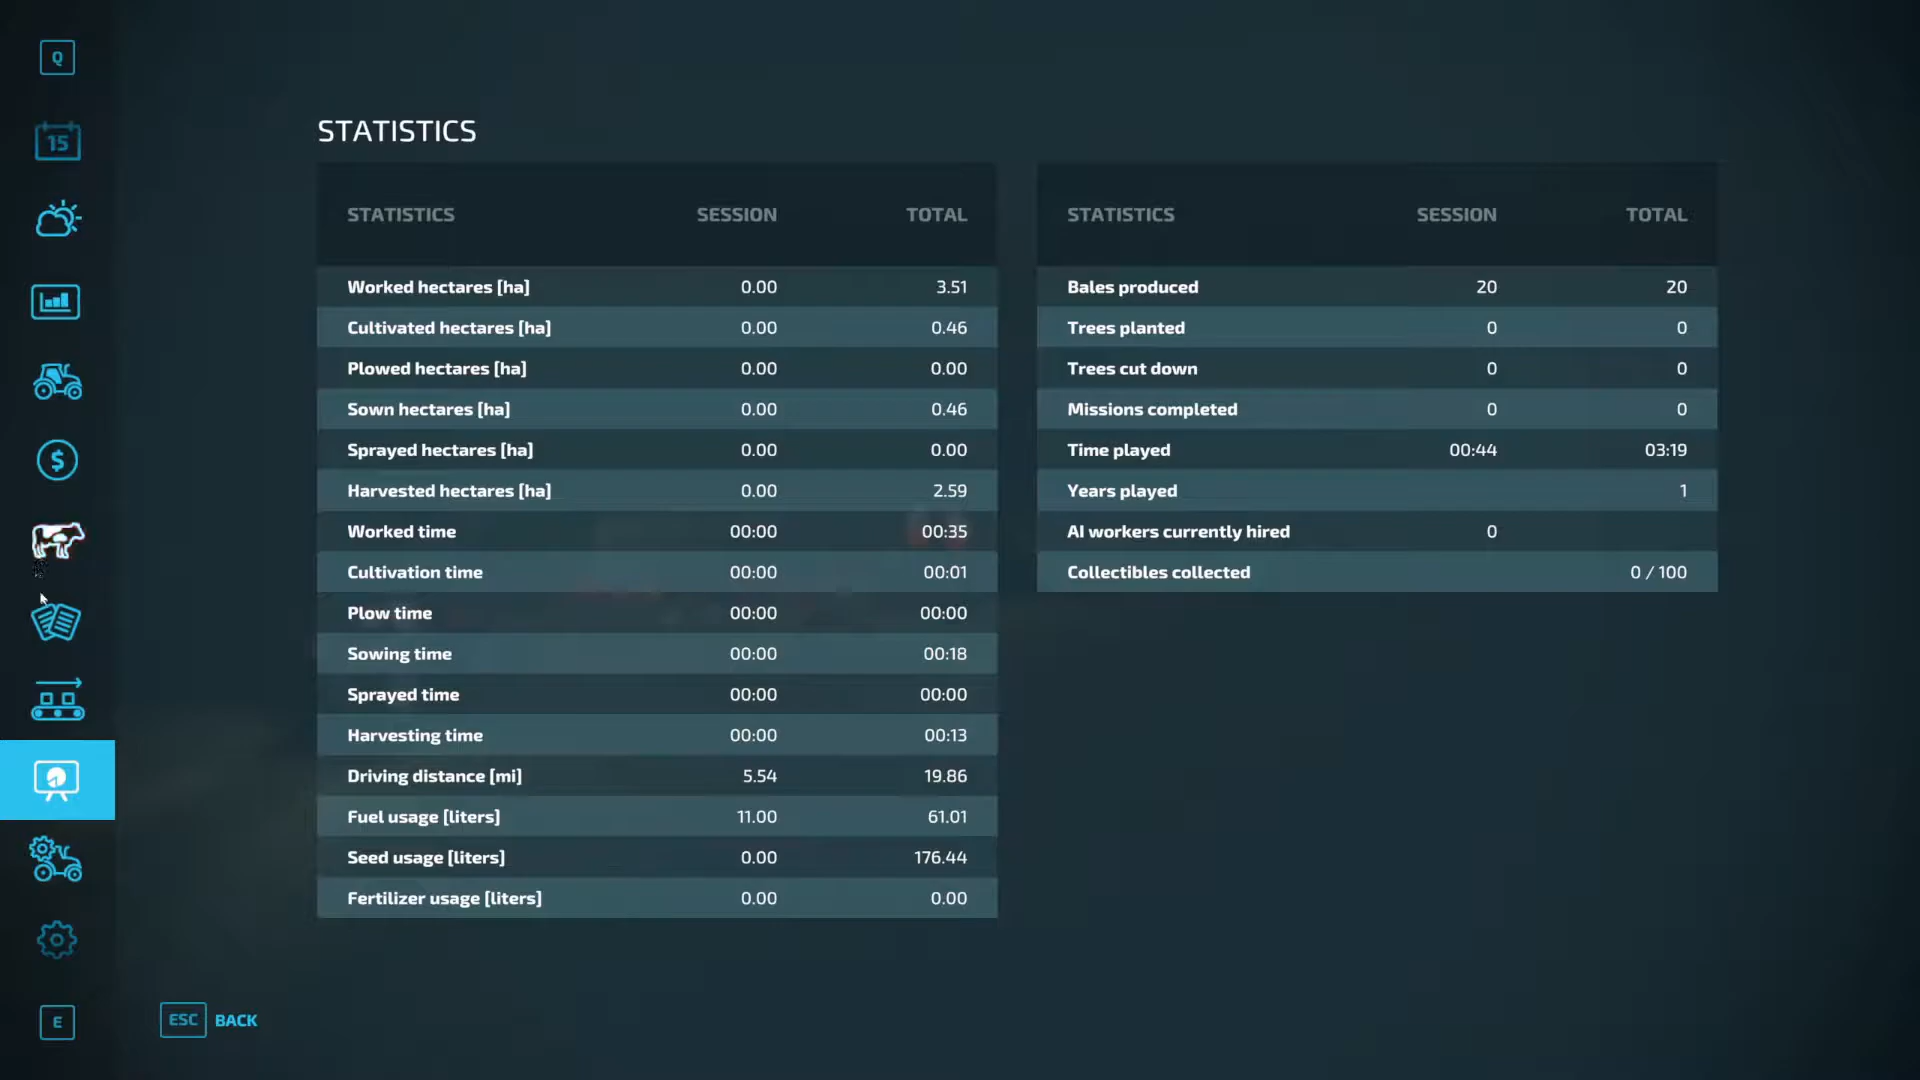 Q
15
STATISTICS
STATISTICS SESSION TOTAL
Worked hectares [ha] 0.00 3.51
Cultivated hectares [ha] 0.00 0.46
Plowed hectares [ha] 0.00 0.00
Sown hectares [ha] 0.00 0.46
Sprayed hectares [ha] 0.00 0.00
Harvested hectares [ha] 0.00 2.59
Worked time 00:00 00:35
Cultivation time 00:00 00:01
Plow time 00:00 00:00
Sowing time 00:00 00:18
Sprayed time 00:00 00:00
Harvesting time 00:00 00:13
Driving distance [mi] 5.54 19.86
Fuel usage [liters] 11.00 61.01
Seed usage [liters] 0.00 176.44
Fertilizer usage [liters] 0.00 0.00
STATISTICS SESSION TOTAL
Bales produced 20 20
Trees planted 0 0
Trees cut down 0 0
Missions completed 0 0
Time played 00:44 03:19
Years played 1
AI workers currently hired 0
Collectibles collected 0 / 100
$
E
ESC BACK